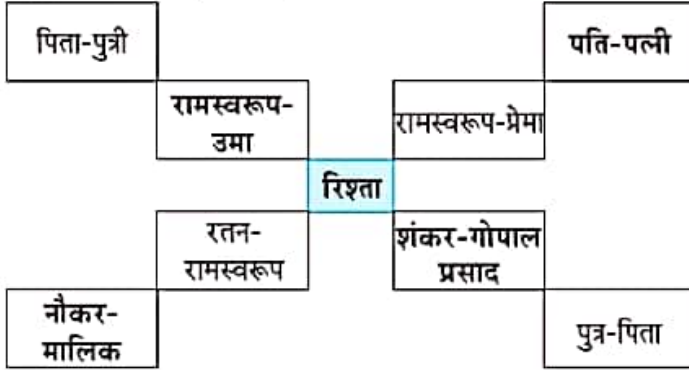 पिता-पुत्री
पति-पत्नी
रामस्वरूप-
उमा
रामस्वरूप-प्रेमा
रिश्ता
रतन-
रामस्वरूप
शंकर-गोपाल
प्रसाद
नौकर-
मालिक
पुत्र-पिता